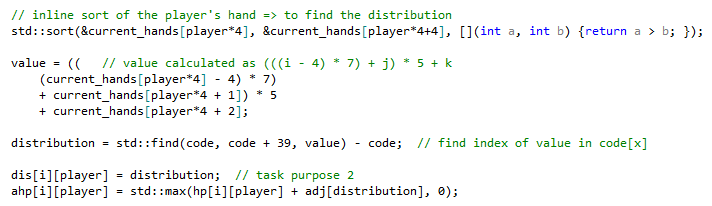 // inline sort of the player's hand => to find the distribution
std::sort(&current_hands[player*4], &current_hands[player*4+4], [](int a, int b) {return a > b; });
value = ((   // value calculated as (((i - 4) * 7) + j) * 5 + k
    (current_hands[player*4] - 4) * 7)
    + current_hands[player*4 + 1]) * 5
    + current_hands[player*4 + 2];
distribution = std::find(code, code + 39, value) - code;  // find index of value in code[x]
dis[i][player] = distribution;  // task purpose 2
ahp[i][player] = std::max(hp[i][player] + adj[distribution], 0);